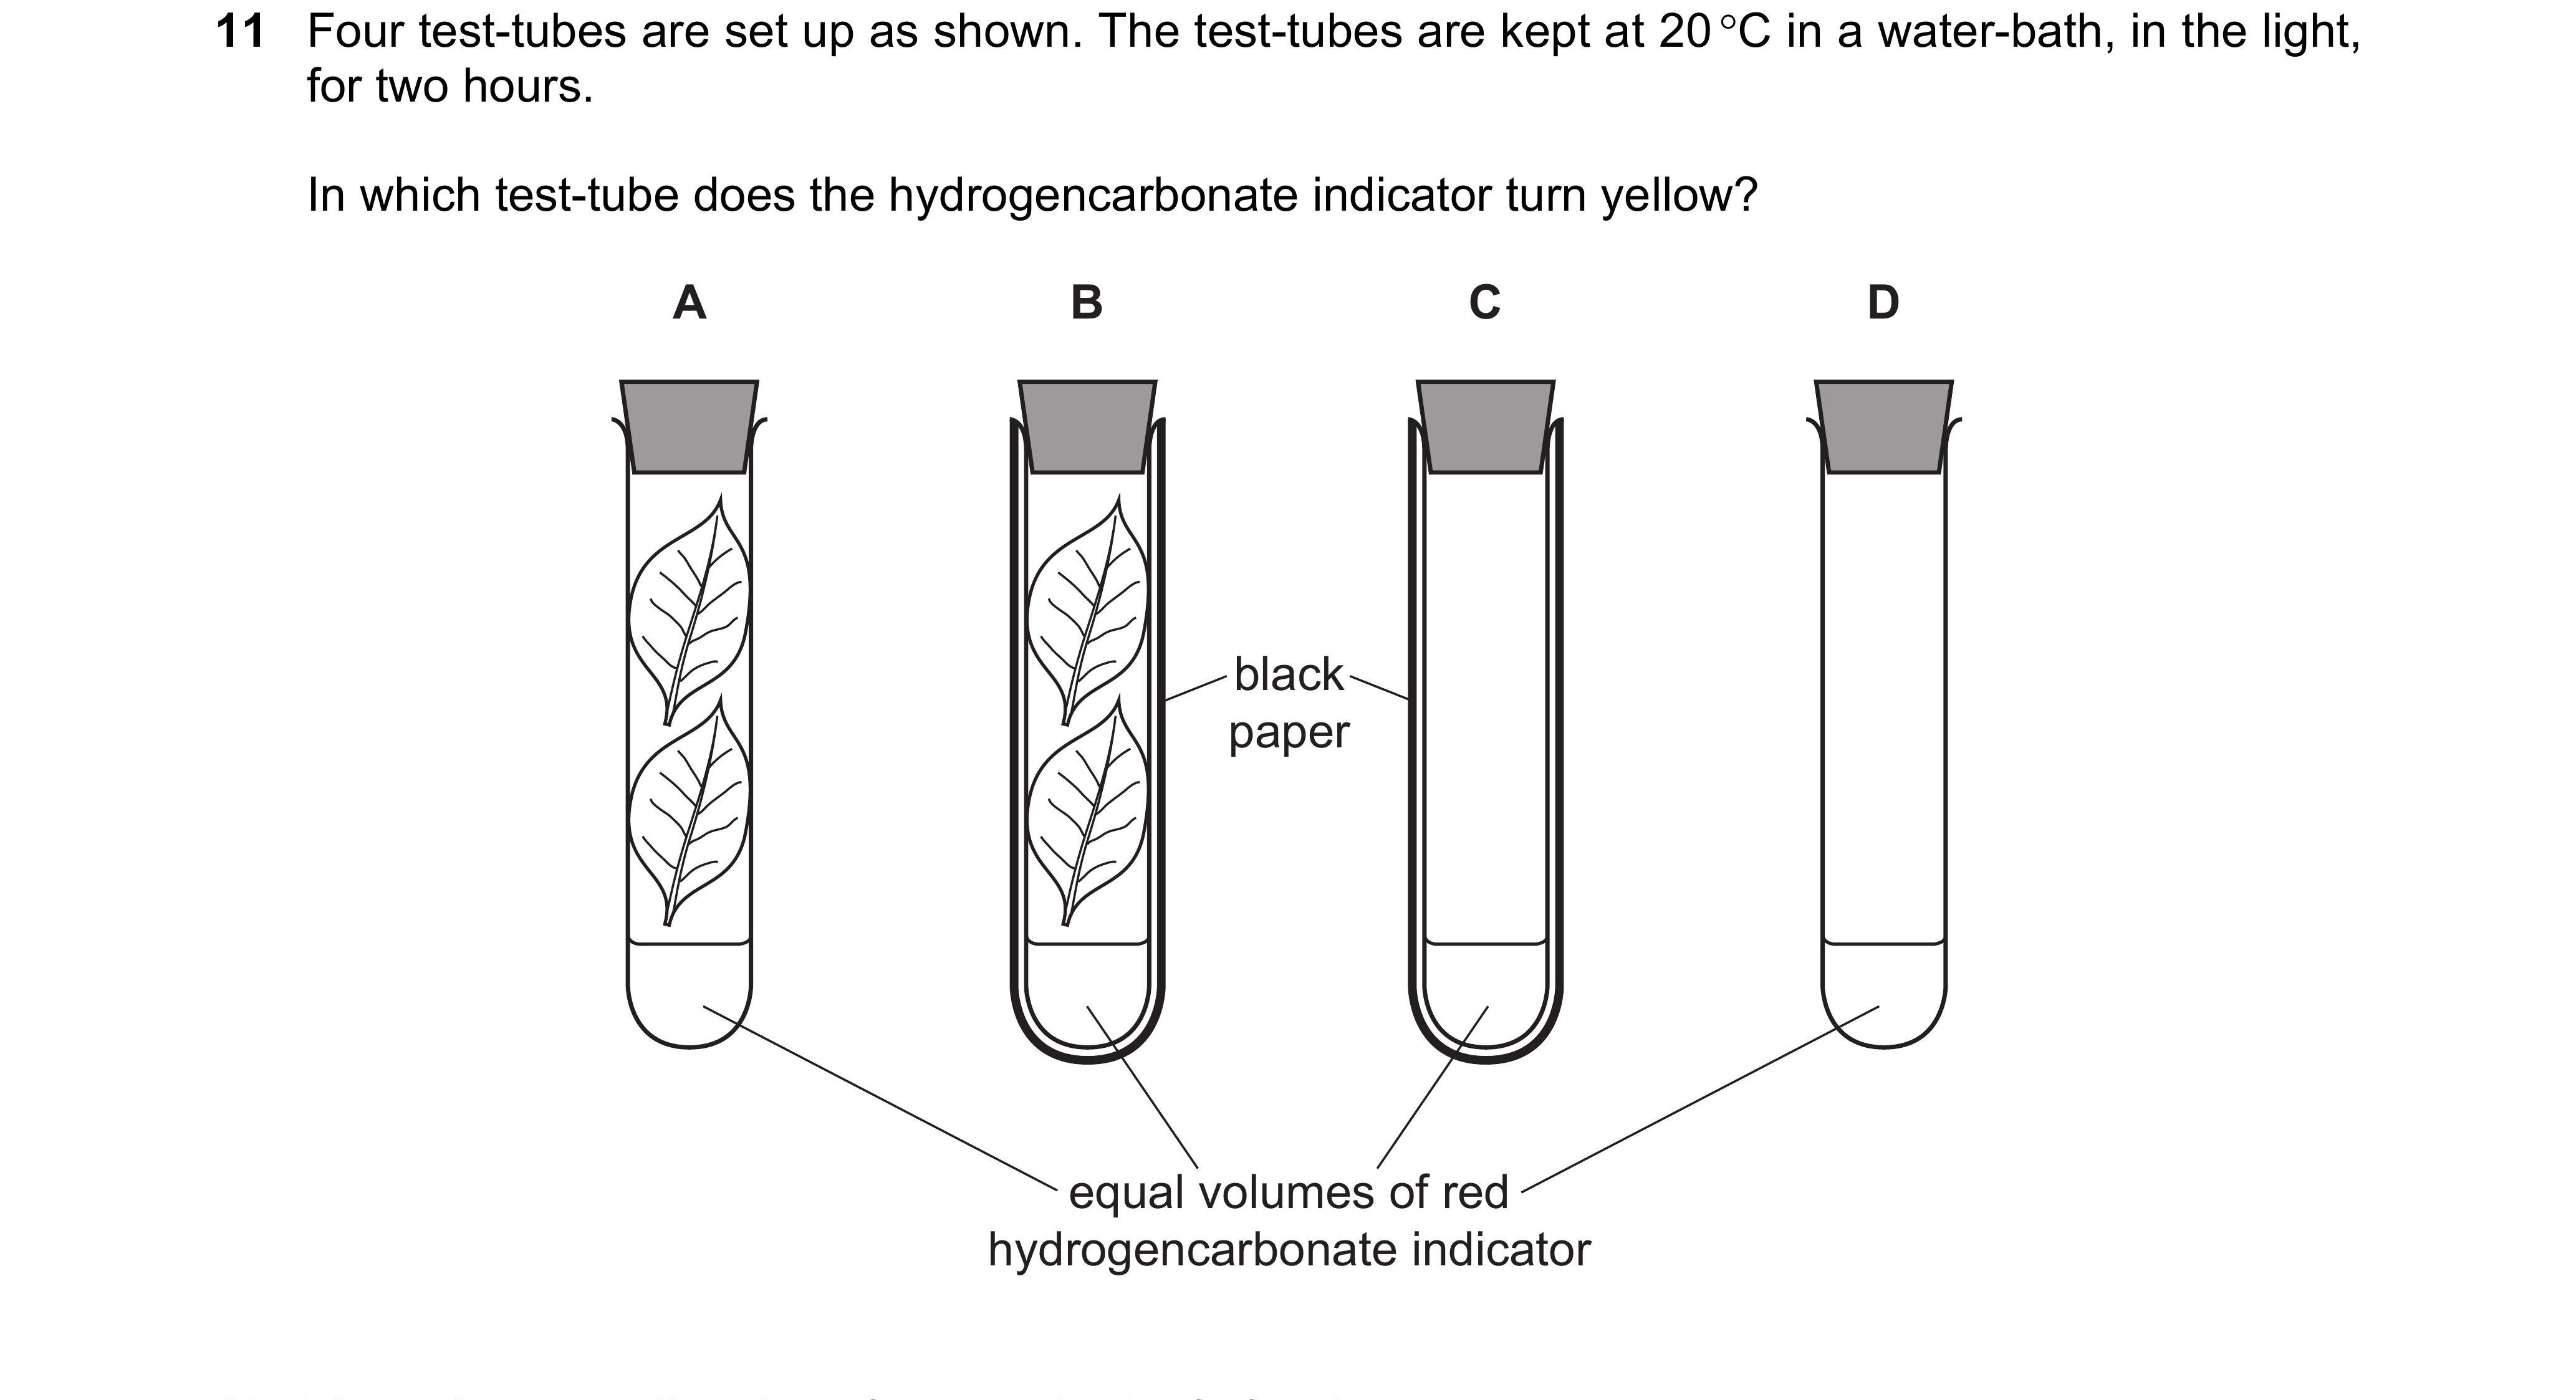 11 Four test-tubes are set up as shown. The test-tubes are kept at 20 °C in a water-bath, in the light,
for two hours.
In which test-tube does the hydrogencarbonate indicator turn yellow?
A B C D
black
paper
equal volumes of red
hydrogencarbonate indicator